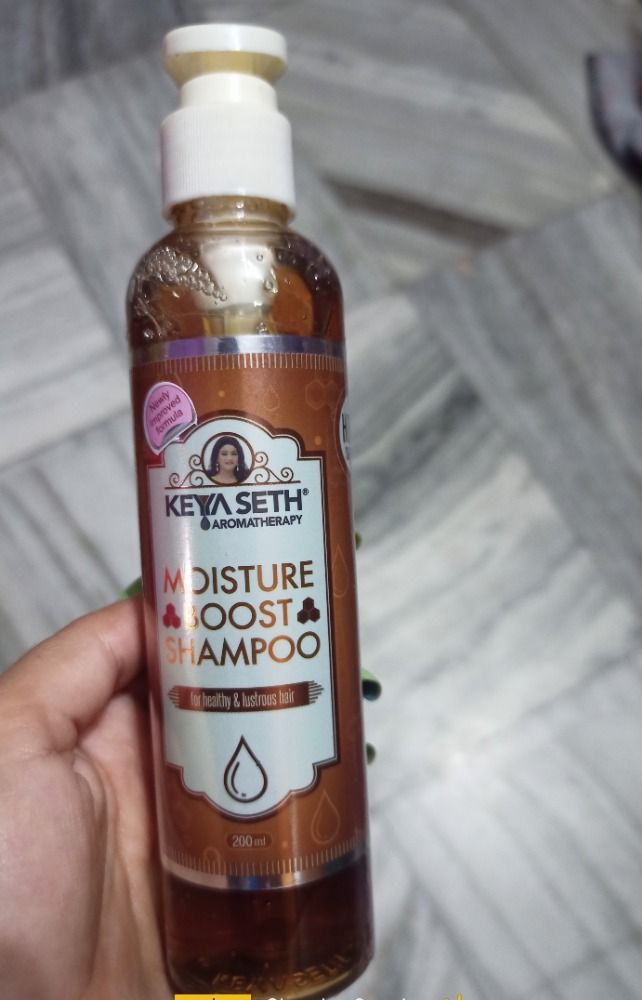 Newly
improved
formula
KEYA SETH®
AROMATHERAPY
MOISTURE
BOOST
SHAMPOO
for healthy & lustrous hair
200 ml